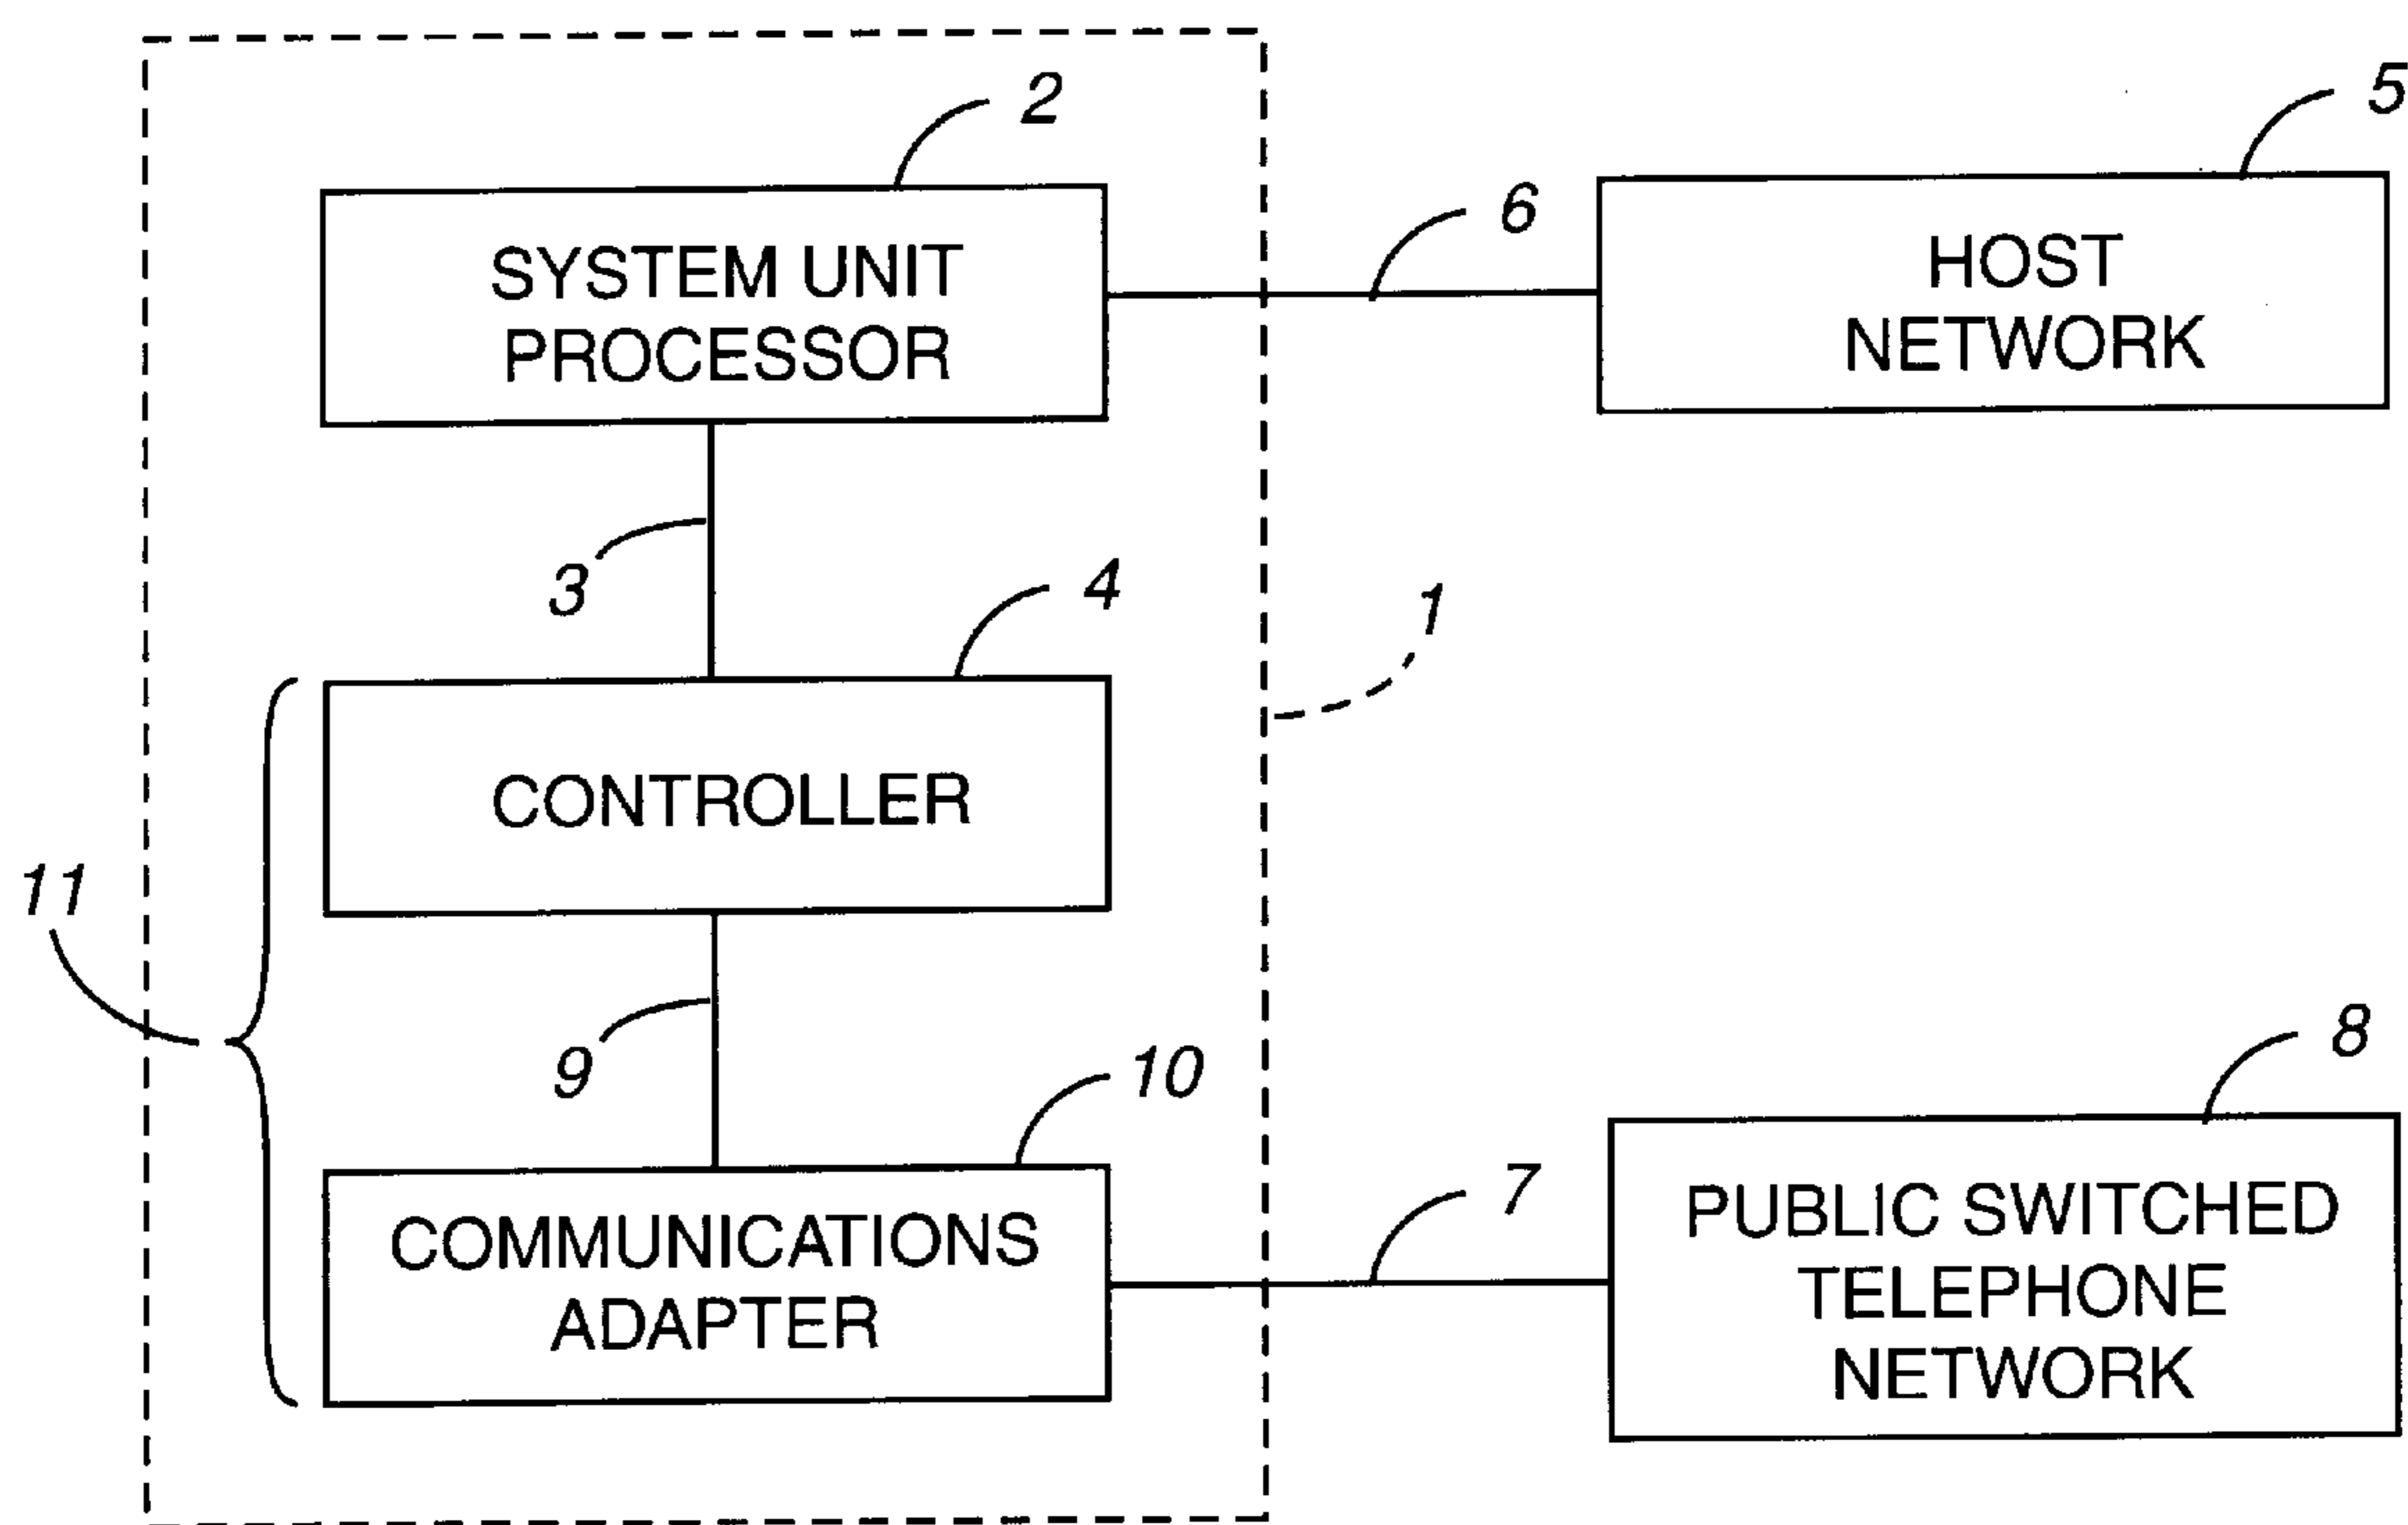 2
5
SYSTEM UNIT
PROCESSOR
6
HOST
NETWORK
3
4
1
CONTROLLER
11
9
10
8
COMMUNICATIONS
ADAPTER
7
PUBLIC SWITCHED
TELEPHONE
NETWORK